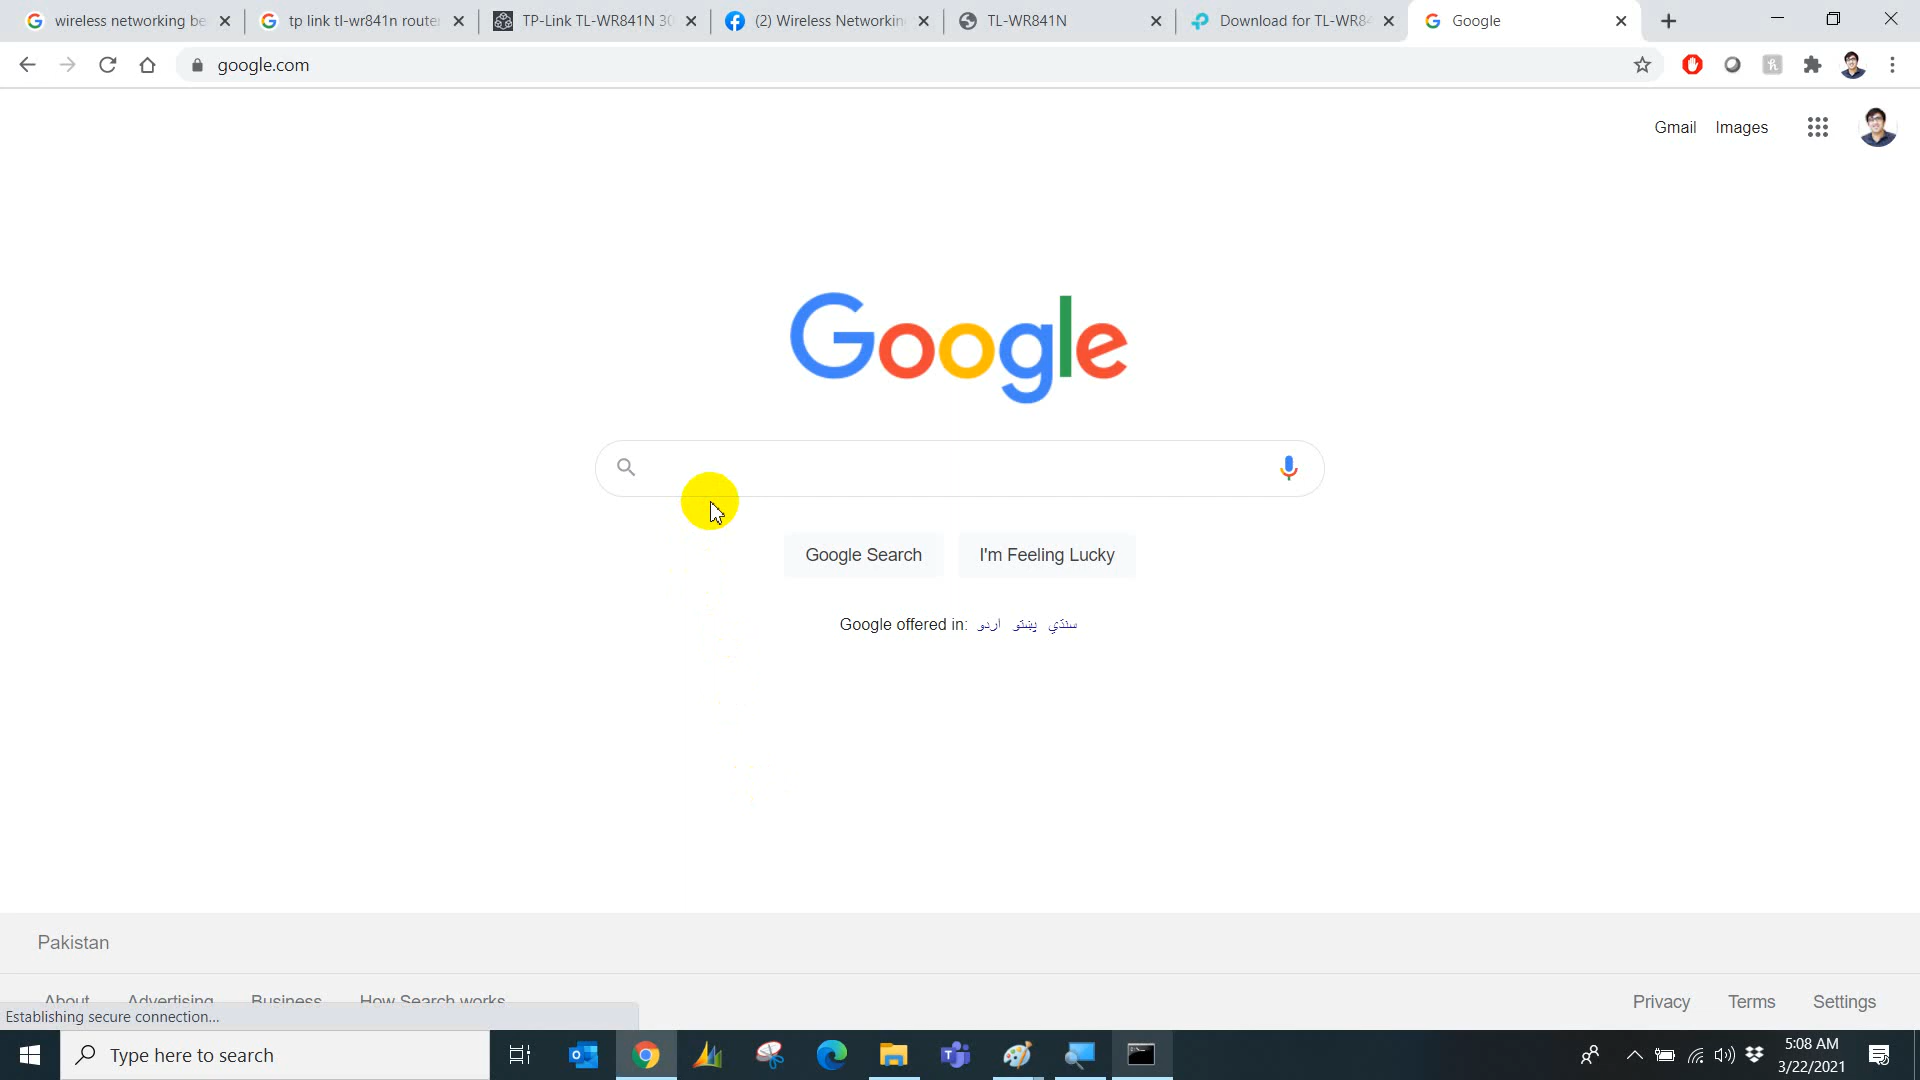 wireless networking be
tp link tl-wr841n route
TP-Link TL-WR841N 30
(2) Wireless Networkin
TL-WR841N
Download for TL-WR84
Google
google.com
Gmail
Images
Google
Google Search
I'm Feeling Lucky
Google offered in: اردو پښتو سنڌي
Pakistan
About Advertising Business How Search works
Privacy Terms Settings
Establishing secure connection...
Type here to search
5:08 AM
3/22/2021